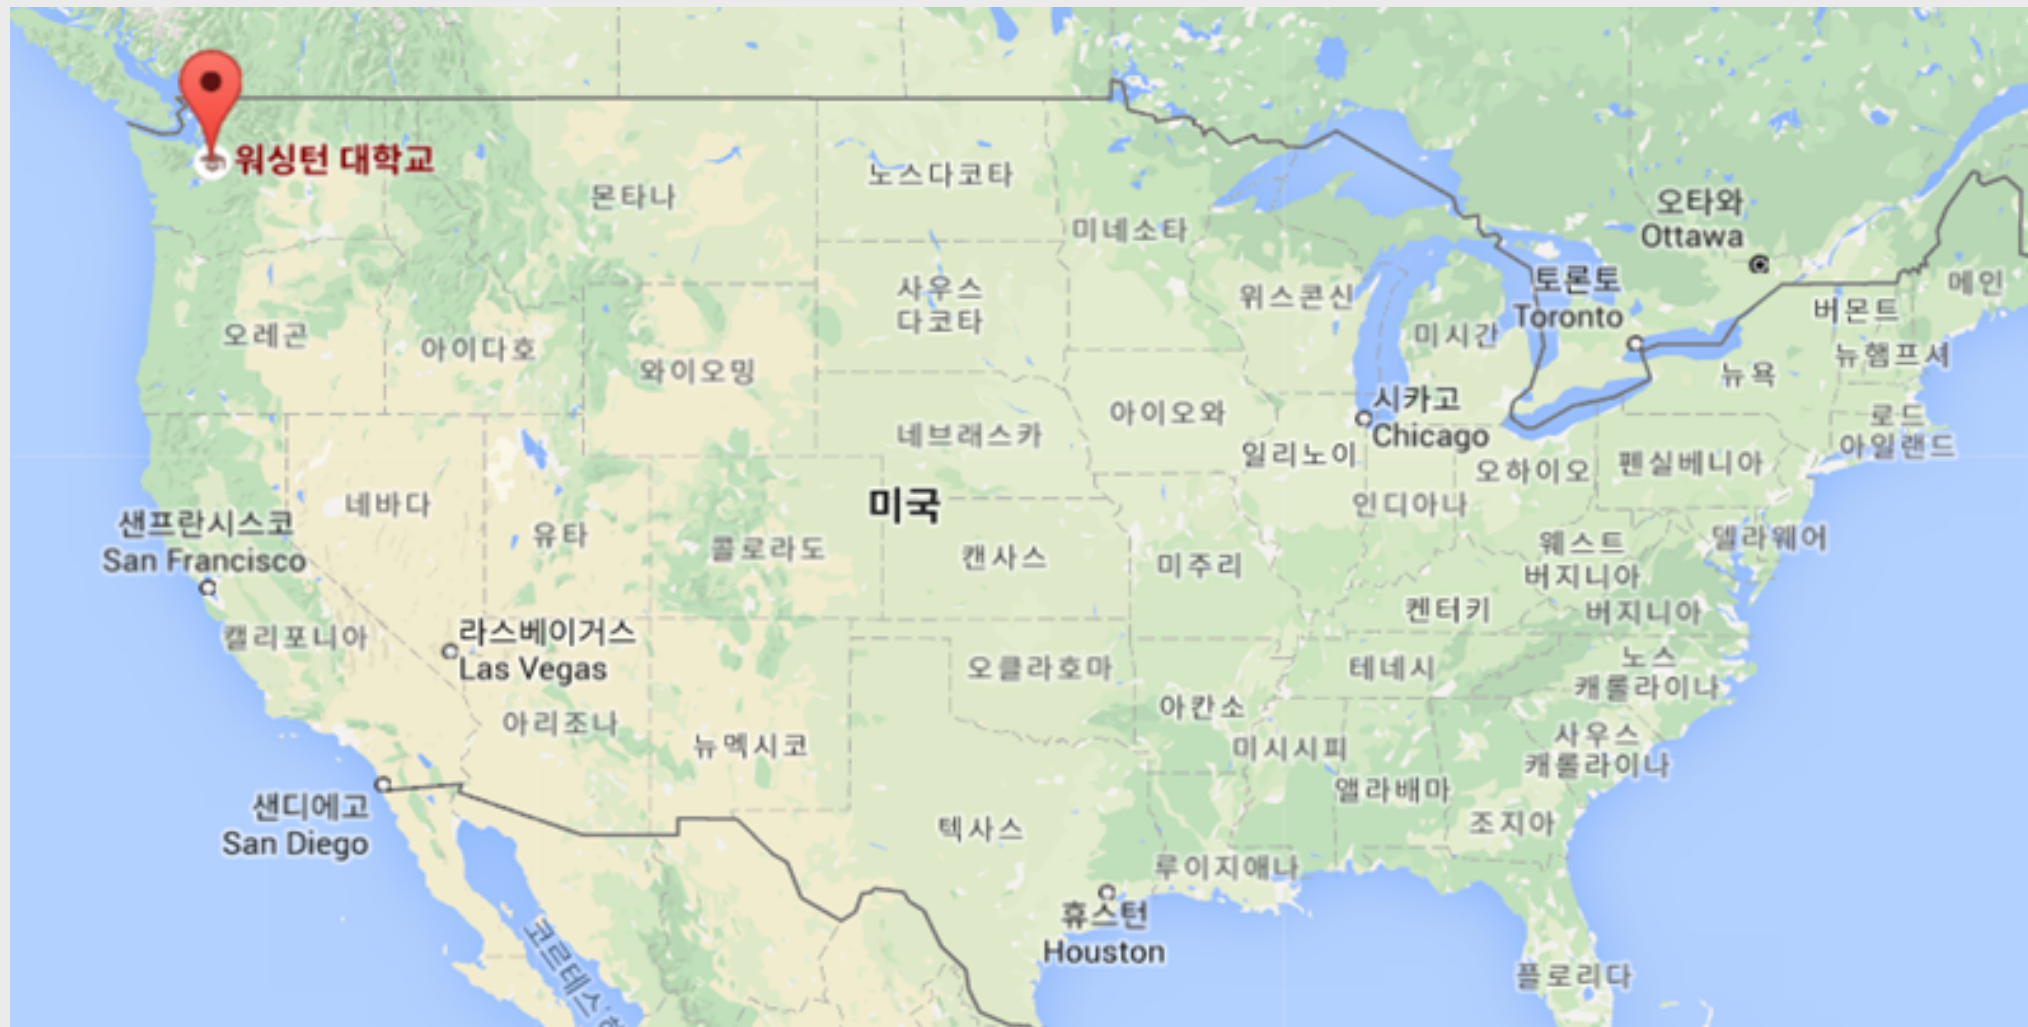 워싱턴 대학교
몬타나
노스다코타
미네소타
오타와
Ottawa
사우스
다코타
위스콘신
토론토
Toronto
미시간
버몬트
메인
오레곤
아이다호
와이오밍
뉴햄프셔
뉴욕
네브래스카
아이오와
시카고
Chicago
일리노이
로드
아일랜드
오하이오
펜실베니아
네바다
미국
인디아나
샌프란시스코
San Francisco
유타
콜로라도
캔사스
미주리
웨스트
버지니아
델라웨어
켄터키
버지니아
캘리포니아
라스베이거스
Las Vegas
오클라호마
테네시
노스
캐롤라이나
아리조나
뉴멕시코
아칸소
미시시피
사우스
캐롤라이나
앨라배마
샌디에고
San Diego
텍사스
조지아
루이지애나
휴스턴
Houston
코르테스
플로리다